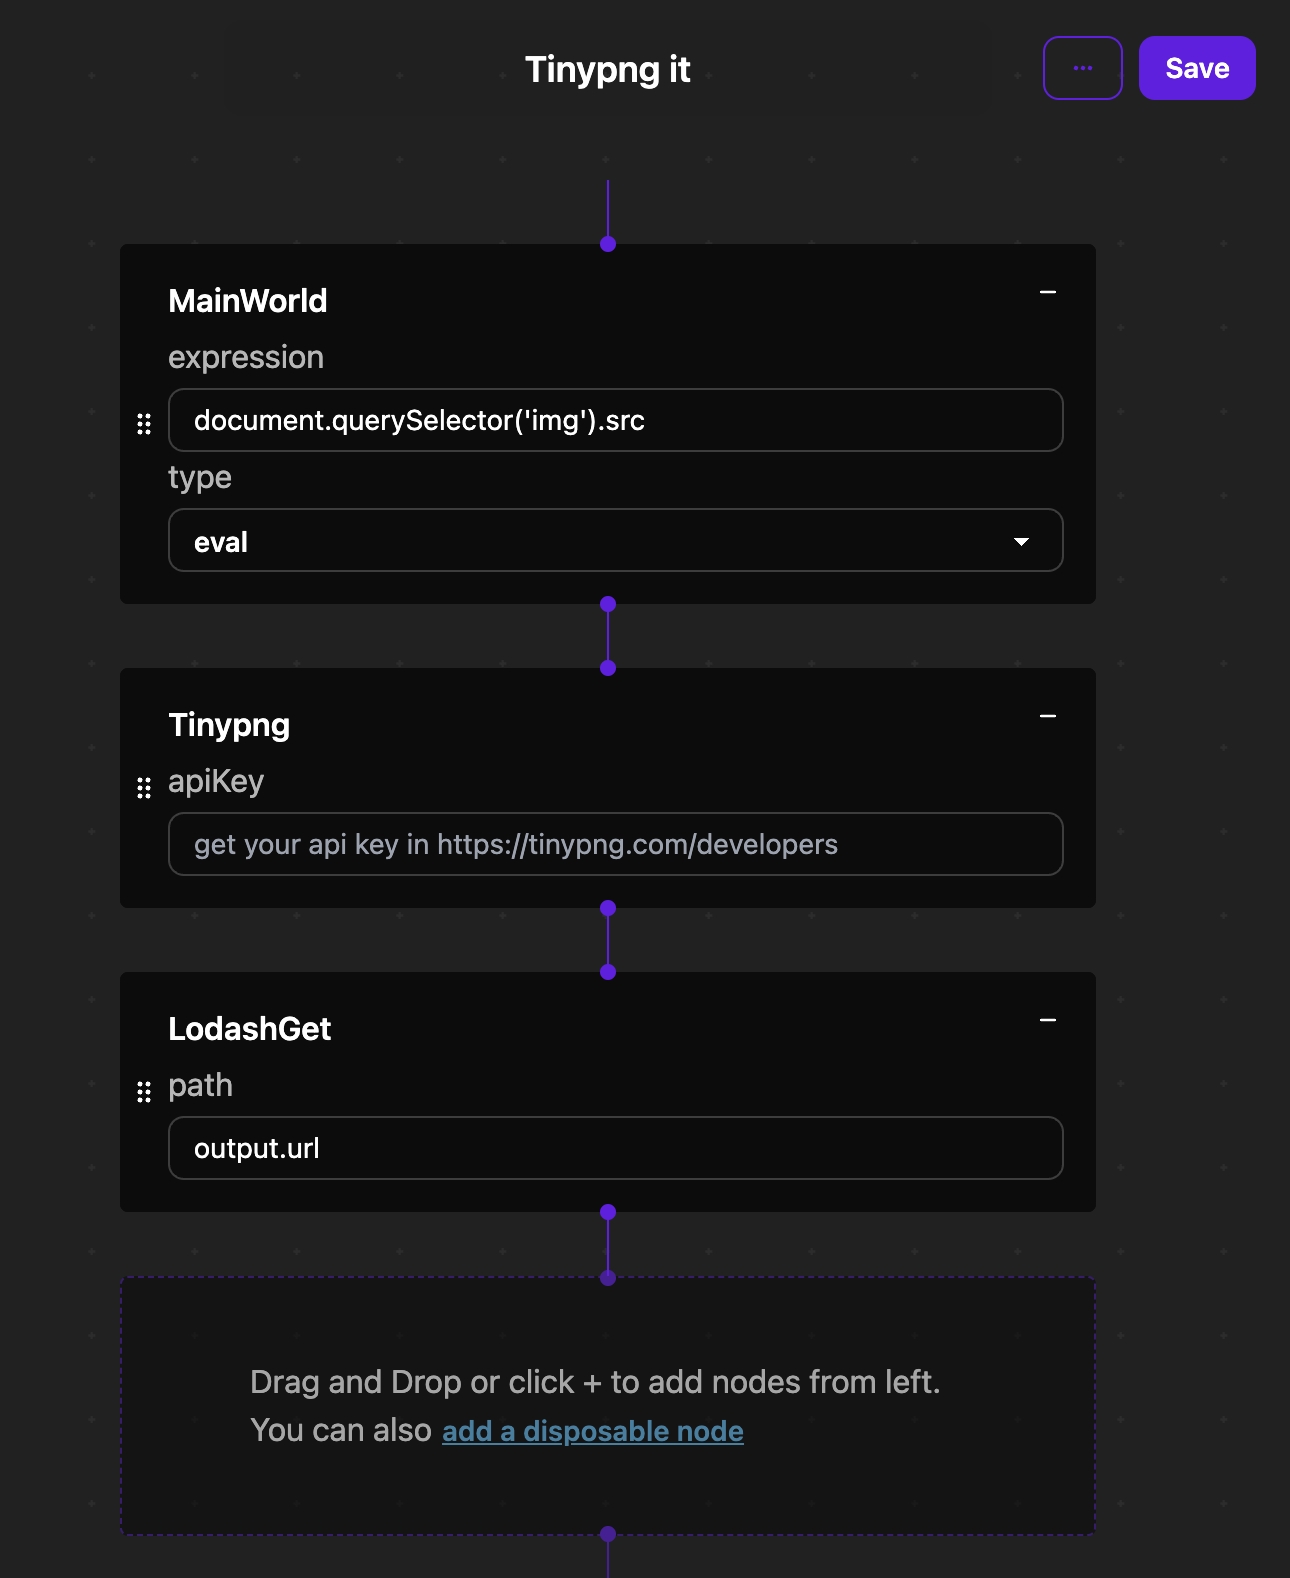 Tinypng it
...
Save
MainWorld
expression
document.querySelector('img').src
type
eval
Tinypng
apiKey
get your api key in https://tinypng.com/developers
LodashGet
path
output.url
Drag and Drop or click + to add nodes from left.
You can also add a disposable node